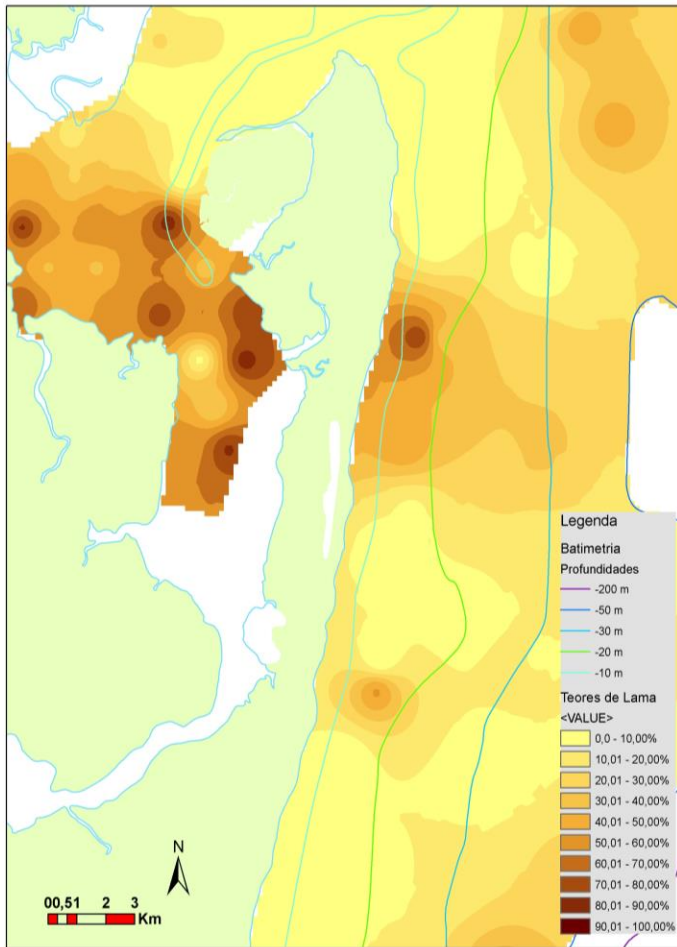 Legenda
Batimetria
Profundidades
-200 m
-50 m
-30 m
-20 m
-10 m
Teores de Lama
<VALUE>
0,0 - 10,00%
10,01 - 20,00%
20,01 - 30,00%
30,01 - 40,00%
40,01 - 50,00%
50,01 - 60,00%
60,01 - 70,00%
70,01 - 80,00%
80,01 - 90,00%
90,01 - 100,00%
N
00,51 2 3
Km